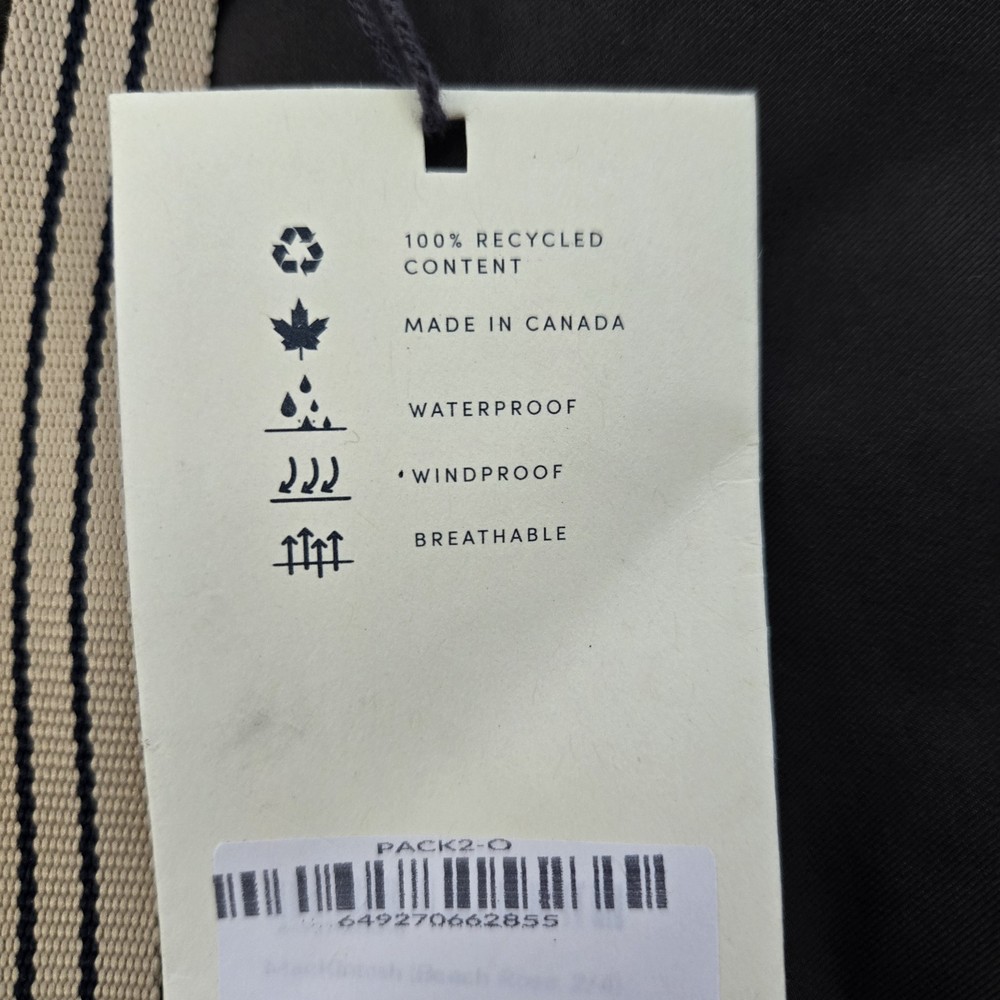 100% RECYCLED
CONTENT
MADE IN CANADA
WATERPROOF
WINDPROOF
BREATHABLE
PACK2-O
649270662855